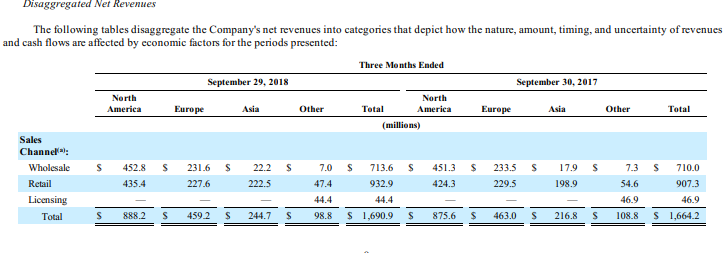 Disaggregated Net Revenues
The following tables disaggregate the Company's net revenues into categories that depict how the nature, amount, timing, and uncertainty of revenues
and cash flows are affected by economic factors for the periods presented:
Three Months Ended
September 29, 2018 September 30, 2017
North America Europe Asia Other Total North America Europe Asia Other Total
(millions)
Sales
Channel(a):
Wholesale $ 452.8 $ 231.6 $ 22.2 $ 7.0 $ 713.6 $ 451.3 $ 233.5 $ 17.9 $ 7.3 $ 710.0
Retail 435.4 227.6 222.5 47.4 932.9 424.3 229.5 198.9 54.6 907.3
Licensing — — — 44.4 44.4 — — — 46.9 46.9
Total $ 888.2 $ 459.2 $ 244.7 $ 98.8 $ 1,690.9 $ 875.6 $ 463.0 $ 216.8 $ 108.8 $ 1,664.2